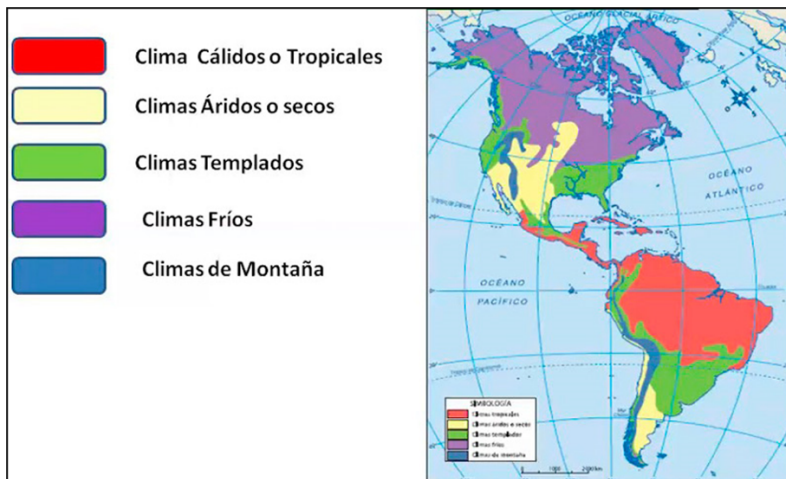 Clima Cálidos o Tropicales
Climas Áridos o secos
Climas Templados
Climas Fríos
Climas de Montaña
OCÉANO GLACIAL ÁRTICO
OCÉANO
ATLÁNTICO
OCÉANO
PACÍFICO
Ecuador
SIMBOLOGÍA
Climas tropicales
Climas áridos o secos
Climas templados
Climas fríos
Climas de montaña